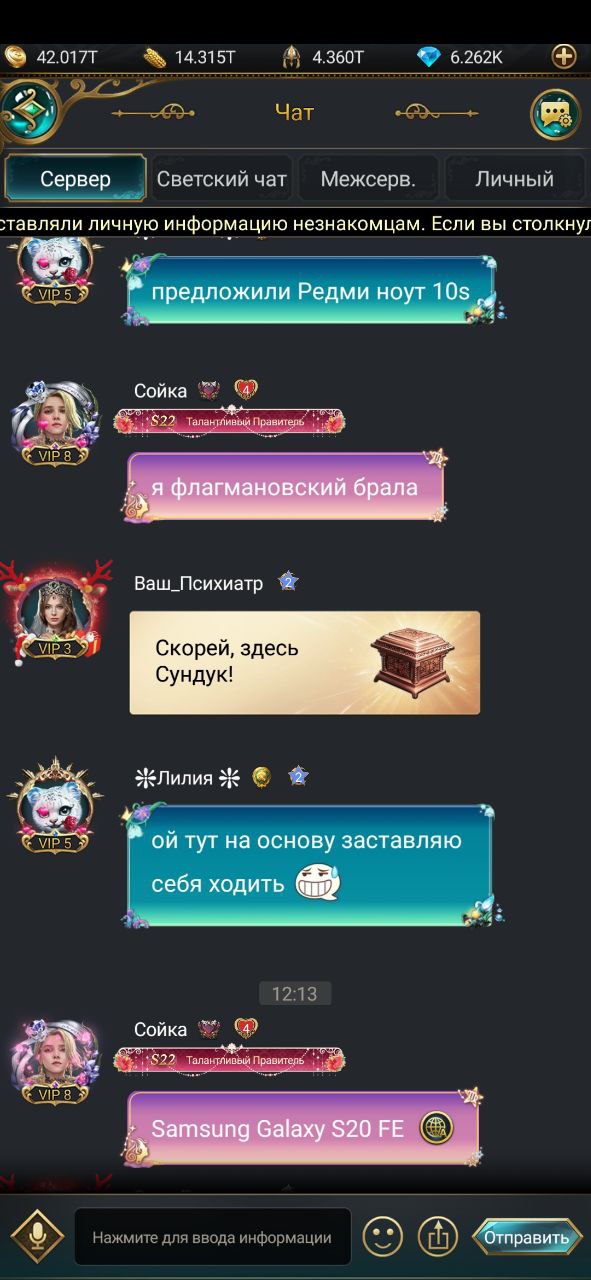 42.017T 14.315T 4.360T 6.262K
Чат
Сервер Светский чат Межсерв. Личный
ставляли личную информацию незнакомцам. Если вы столкнул
VIP 5
предложили Редми ноут 10s
Сойка 4
S22 Талантливый Правитель
VIP 8
я флагмановский брала
Ваш_Психиатр 2
VIP 3
Скорей, здесь
Сундук!
❇Лилия ❇ 2
VIP 5
ой тут на основу заставляю
себя ходить
12:13
Сойка 4
S22 Талантливый Правитель
VIP 8
Samsung Galaxy S20 FE
Нажмите для ввода информации
Отправить